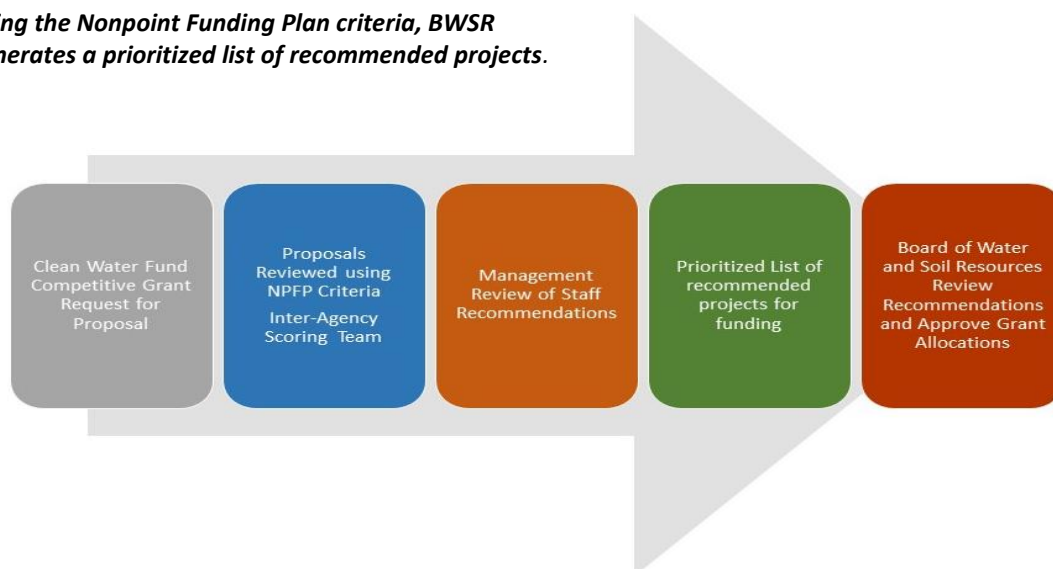 ing the Nonpoint Funding Plan criteria, BWSR
nerates a prioritized list of recommended projects.
Clean Water Fund
Competitive Grant
Request for
Proposal
Proposals
Reviewed using
NPFP Criteria
Inter-Agency
Scoring Team
Management
Review of Staff
Recommendations
Prioritized List of
recommended
projects for
funding
Board of Water
and Soil Resources
Review
Recommendations
and Approve Grant
Allocations